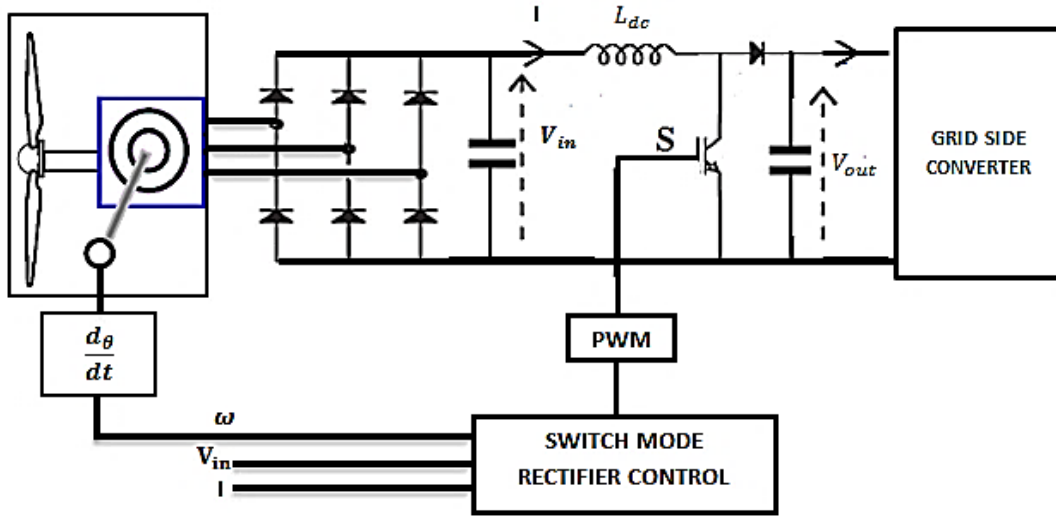 I
L_dc
V_in
S
V_out
GRID SIDE
CONVERTER
d_θ
dt
PWM
ω
V_in
I
SWITCH MODE
RECTIFIER CONTROL